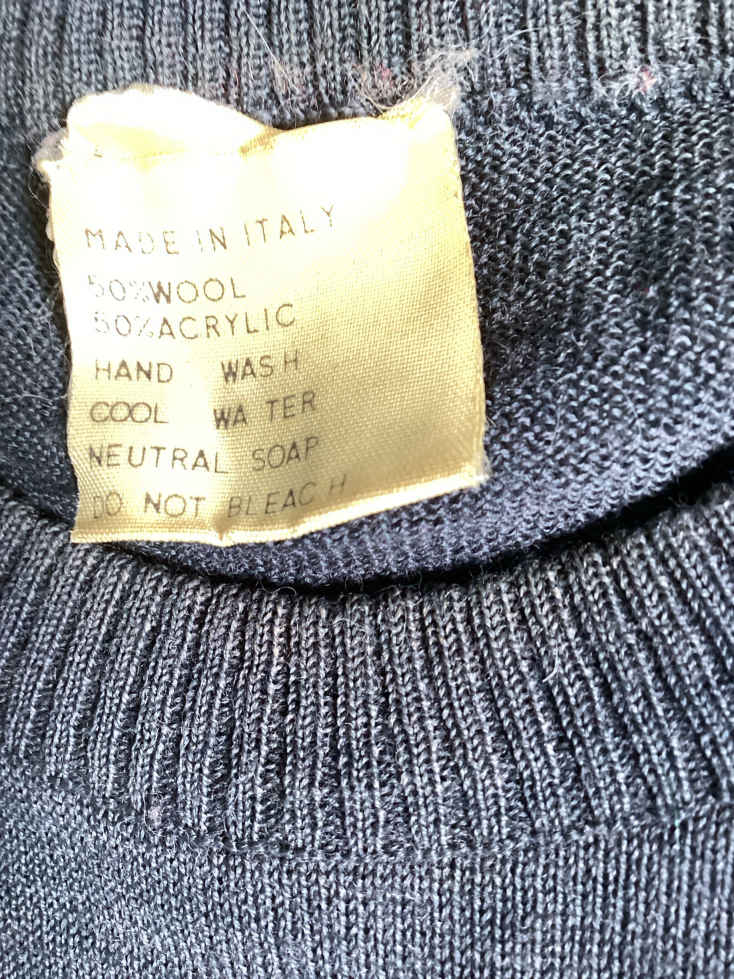 MADE IN ITALY
50%WOOL
50%ACRYLIC
HAND WASH
COOL WATER
NEUTRAL SOAP
DO NOT BLEACH